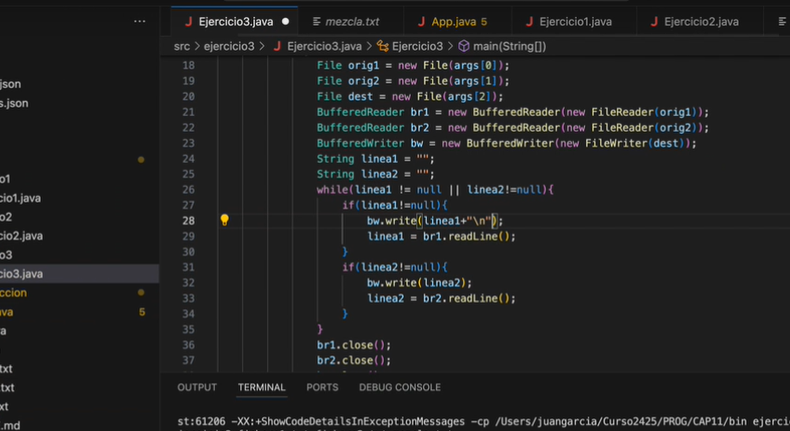 Ejercicio3.java mezcla.txt App.java 5 Ejercicio1.java Ejercicio2.java
src > ejercicio3 > Ejercicio3.java > Ejercicio3 > main(String[])
18 File orig1 = new File(args[0]);
19 File orig2 = new File(args[1]);
20 File dest = new File(args[2]);
21 BufferedReader br1 = new BufferedReader(new FileReader(orig1));
22 BufferedReader br2 = new BufferedReader(new FileReader(orig2));
23 BufferedWriter bw = new BufferedWriter(new FileWriter(dest));
24 String linea1 = "";
25 String linea2 = "";
26 while(linea1 != null || linea2!=null){
27 if(linea1!=null){
28 bw.write(linea1+"\n");
29 linea1 = br1.readLine();
30 }
31 if(linea2!=null){
32 bw.write(linea2);
33 linea2 = br2.readLine();
34 }
35 }
36 br1.close();
37 br2.close();
json
s.json
o1
cio1.java
o2
cio2.java
o3
cio3.java
ccion
va 5
a
txt
txt
xt
.md
OUTPUT TERMINAL PORTS DEBUG CONSOLE
st:61206 -XX:+ShowCodeDetailsInExceptionMessages -cp /Users/juangarcia/Curso2425/PROG/CAP11/bin ejerc